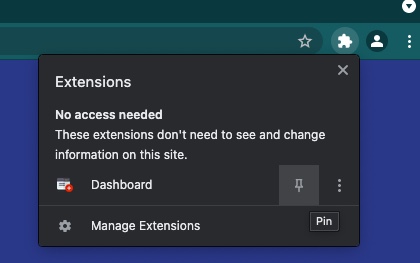 Extensions
No access needed
These extensions don't need to see and change
information on this site.
Dashboard
Manage Extensions
Pin